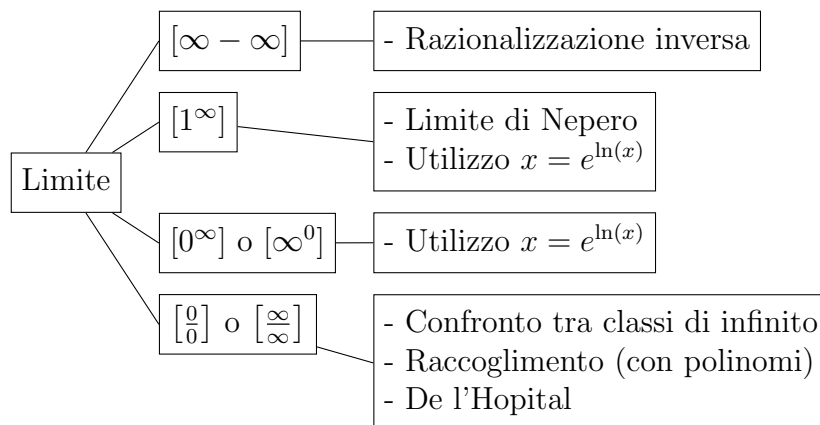 Limite
[∞ − ∞]
- Razionalizzazione inversa
[1^∞]
- Limite di Nepero
- Utilizzo x = e^{ln(x)}
[0^∞] o [∞^0]
- Utilizzo x = e^{ln(x)}
[0/0] o [∞/∞]
- Confronto tra classi di infinito
- Raccoglimento (con polinomi)
- De l'Hopital